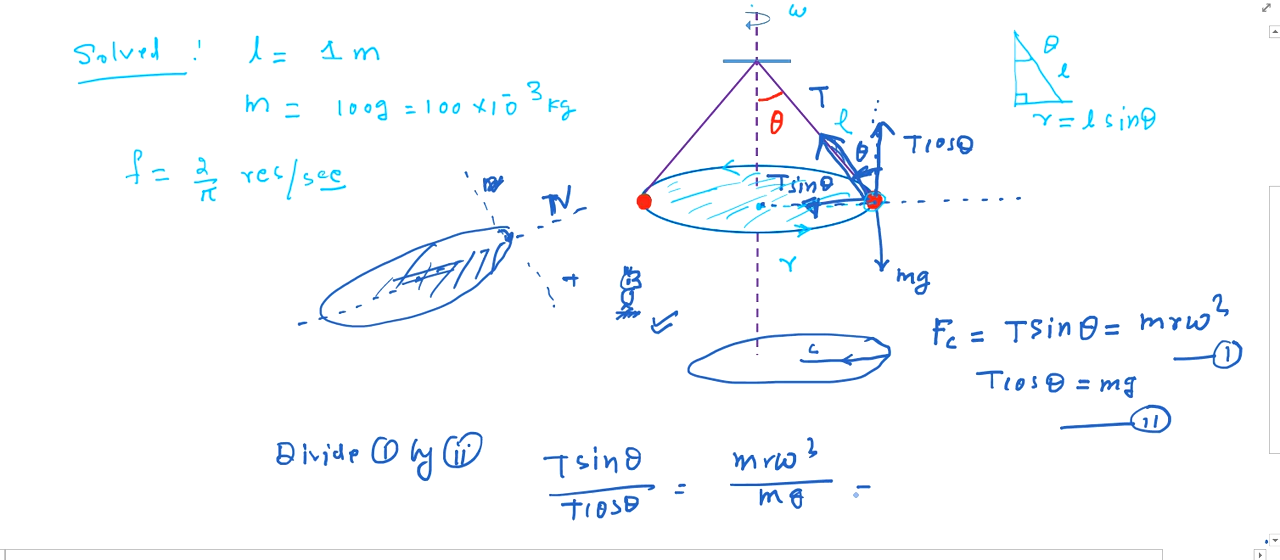 Solved : l = 1 m
m = 100g = 100 × 10⁻³ kg
f = 2/π res/sec
ω
θ
T
l
θ
Tcosθ
Tsinθ
mg
r
θ
l
r = l sinθ
N
Fc = Tsinθ = mrω² — (i)
Tcosθ = mg — (ii)
Divide (i) by (ii) Tsinθ/Tcosθ = mrω²/mg =